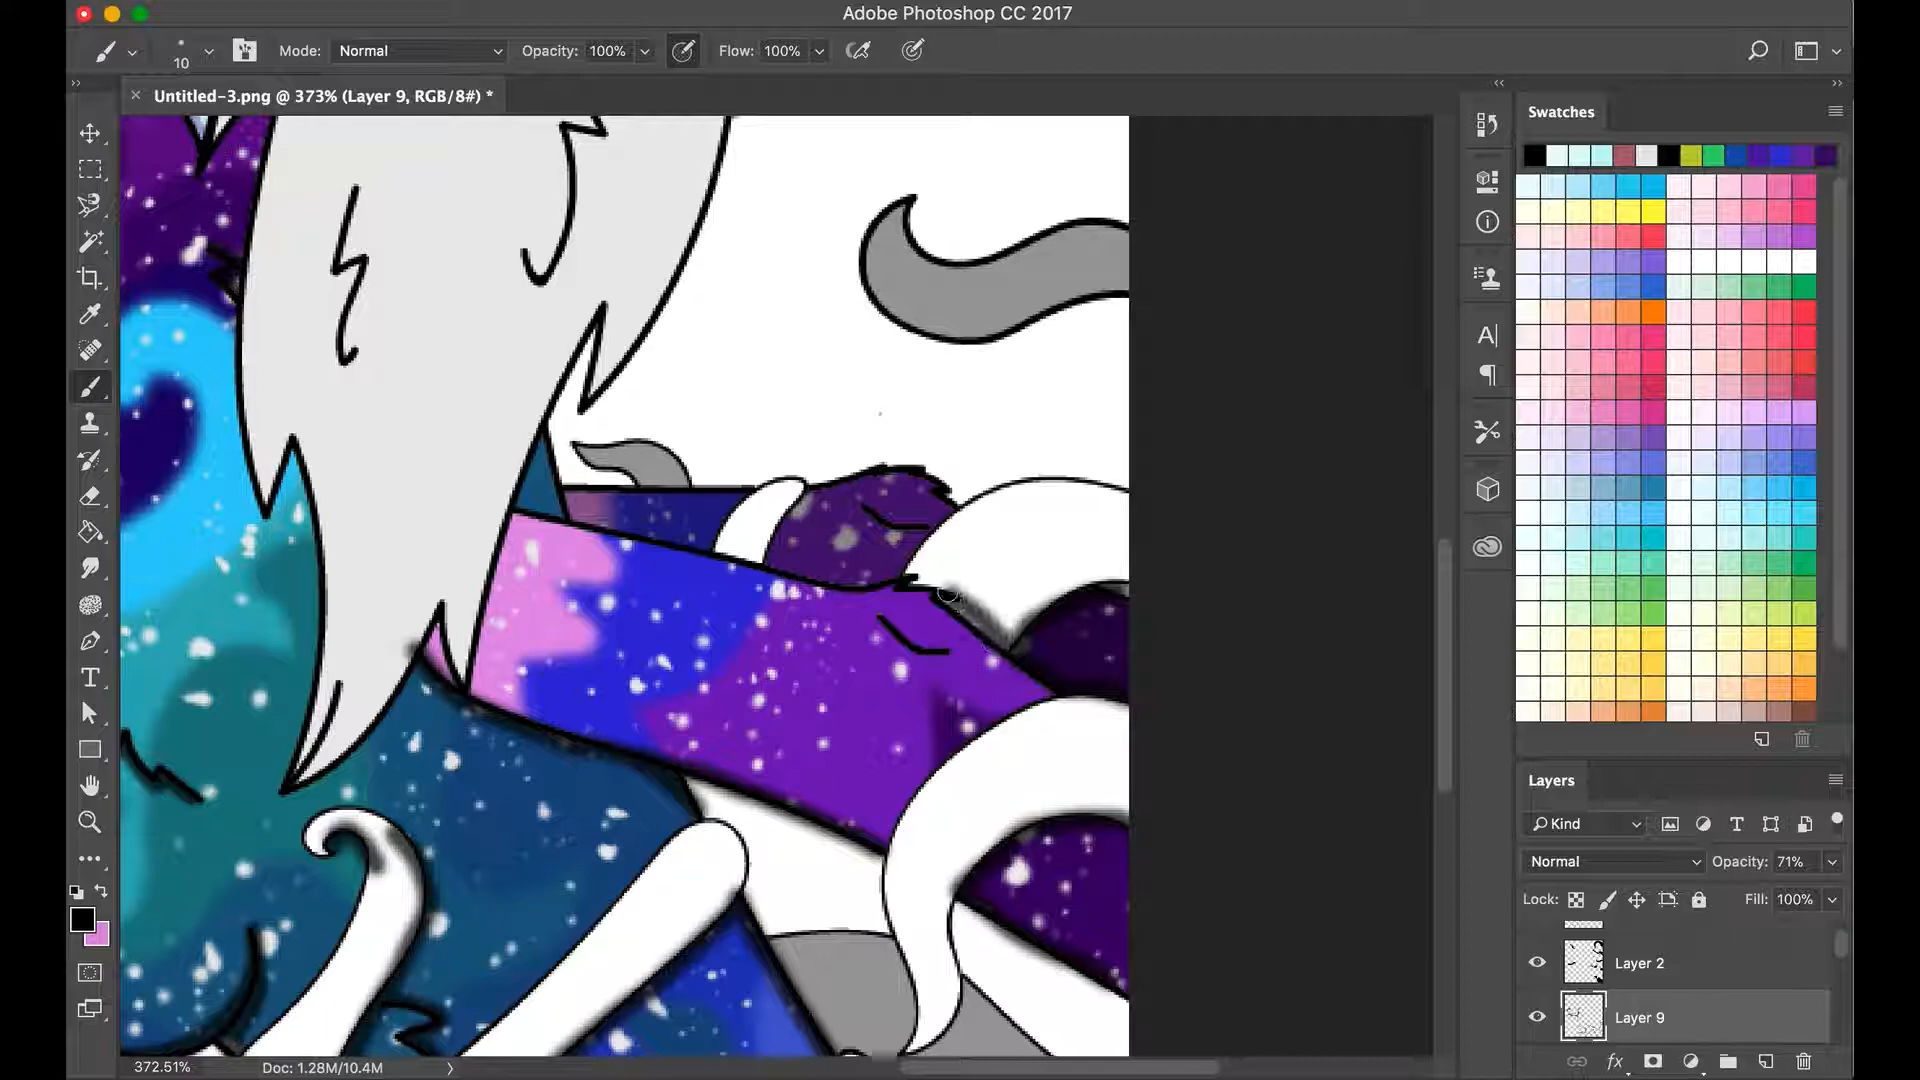 Adobe Photoshop CC 2017
10
Mode: Normal
Opacity: 100%
Flow: 100%
Untitled-3.png @ 373% (Layer 9, RGB/8#) *
Swatches
Layers
Kind
Normal
Opacity: 71%
Lock:
Fill: 100%
Layer 2
Layer 9
372.51%
Doc: 1.28M/10.4M
fx